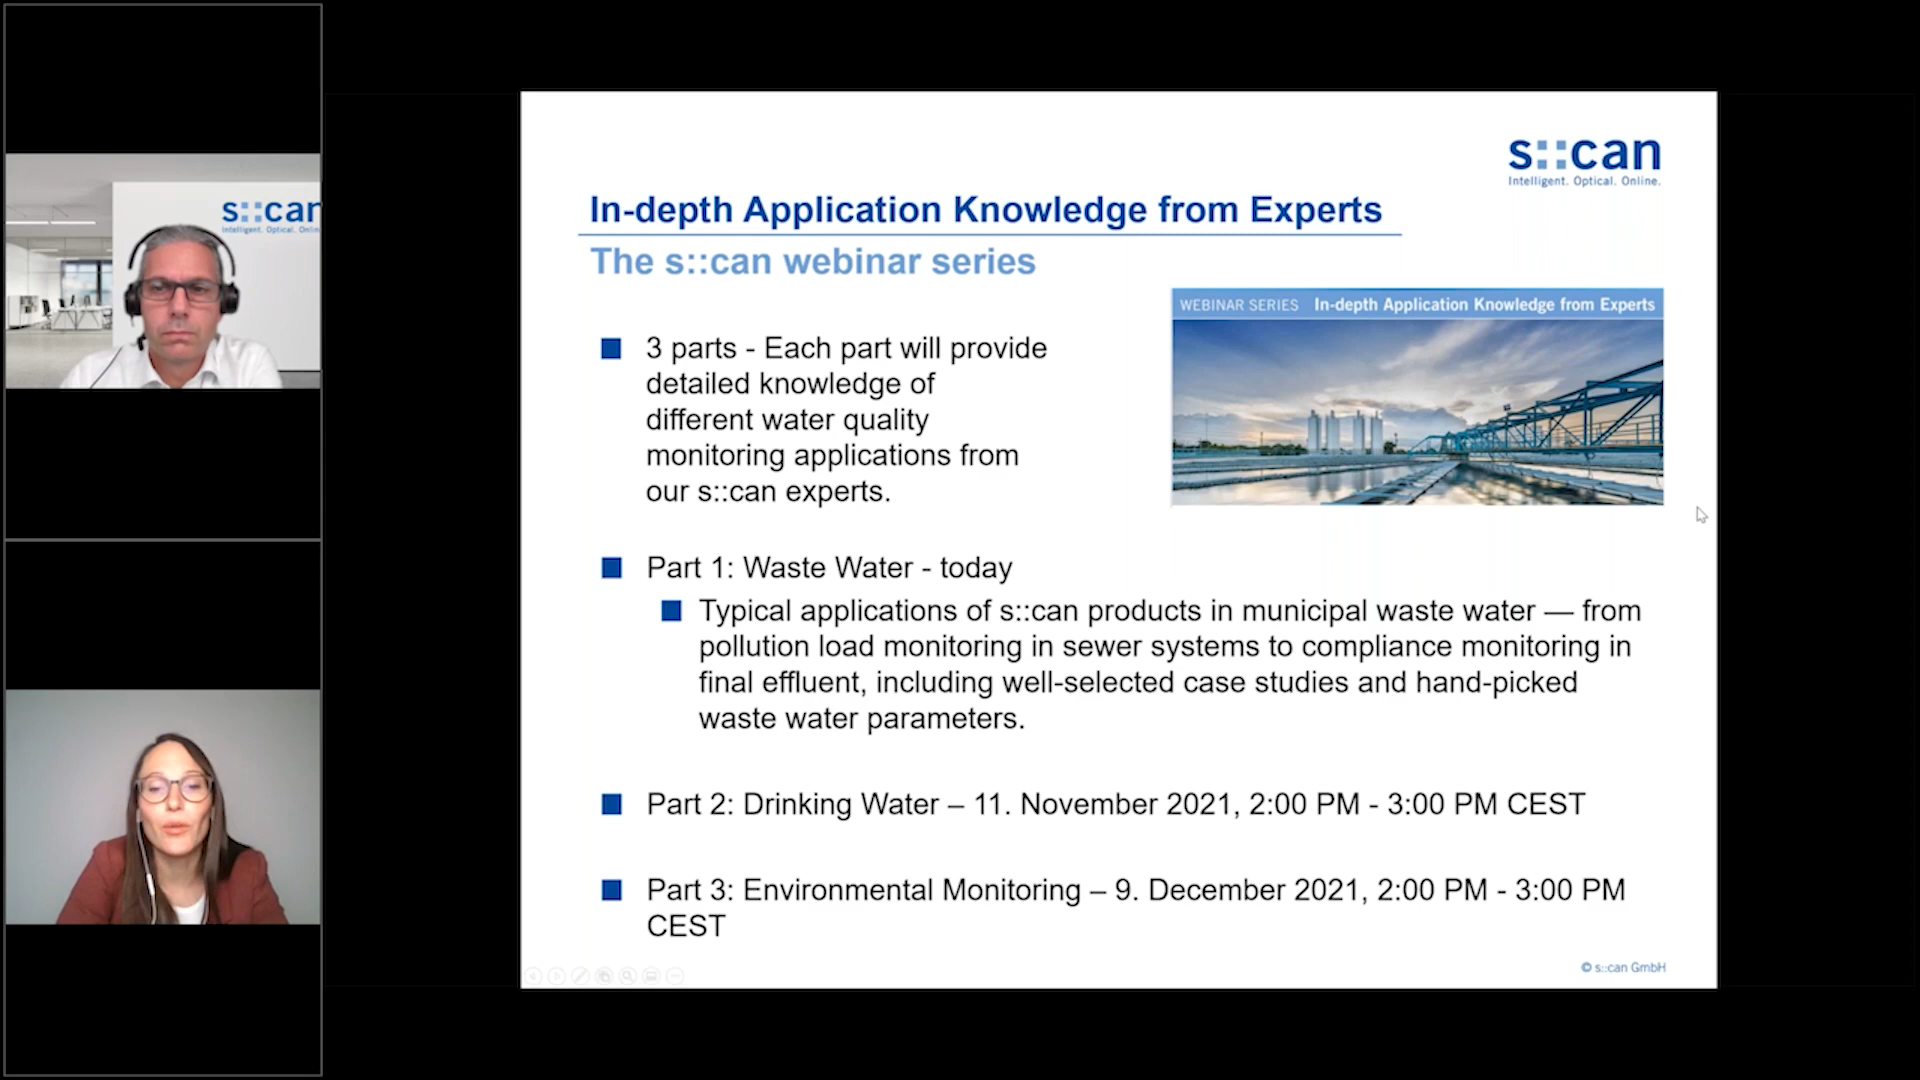 s::can
Intelligent. Optical. Online.
In-depth Application Knowledge from Experts
The s::can webinar series
WEBINAR SERIES In-depth Application Knowledge from Experts
3 parts - Each part will provide
detailed knowledge of
different water quality
monitoring applications from
our s::can experts.
Part 1: Waste Water - today
Typical applications of s::can products in municipal waste water — from
pollution load monitoring in sewer systems to compliance monitoring in
final effluent, including well-selected case studies and hand-picked
waste water parameters.
Part 2: Drinking Water – 11. November 2021, 2:00 PM - 3:00 PM CEST
Part 3: Environmental Monitoring – 9. December 2021, 2:00 PM - 3:00 PM
CEST
© s::can GmbH
s::can
Intelligent. Optical. Onlin